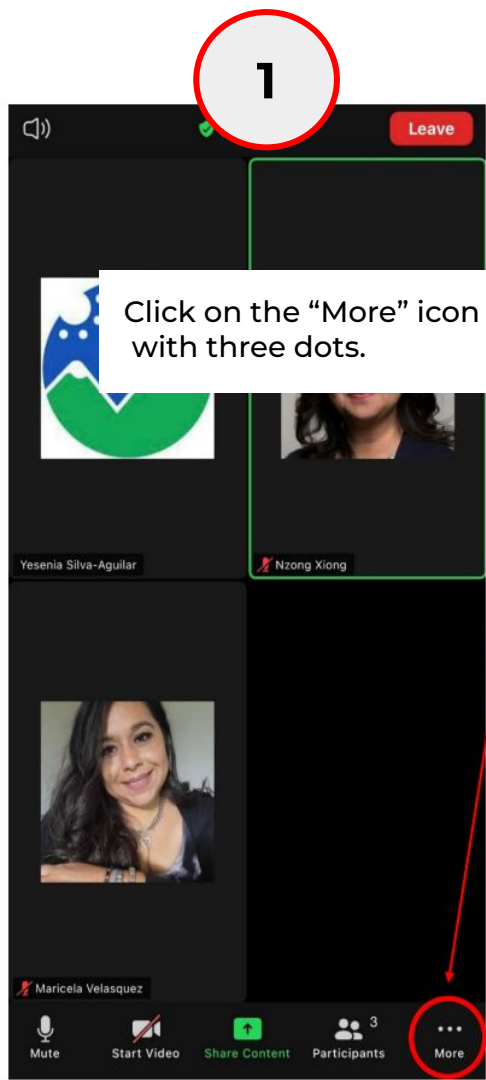 1
Leave
Click on the “More” icon
with three dots.
Yesenia Silva-Aguilar
Nzong Xiong
Maricela Velasquez
3
Mute
Start Video
Share Content
Participants
More